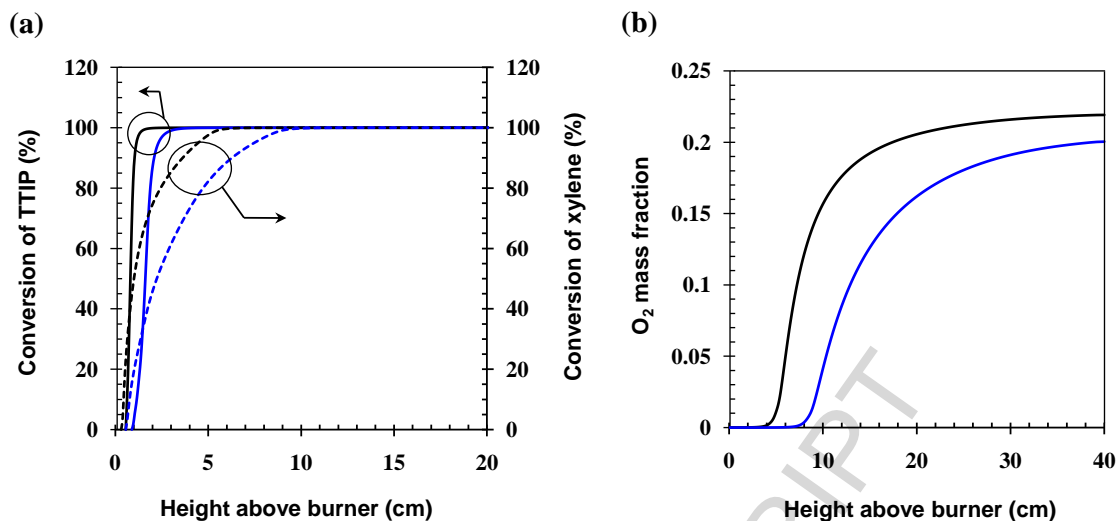 (a)
120
100
80
60
40
20
0
Conversion of TTIP (%)
120
100
80
60
40
20
0
Conversion of xylene (%)
0 5 10 15 20
Height above burner (cm)
(b)
0.25
0.2
0.15
0.1
0.05
0
O2 mass fraction
0 10 20 30 40
Height above burner (cm)
RIPT